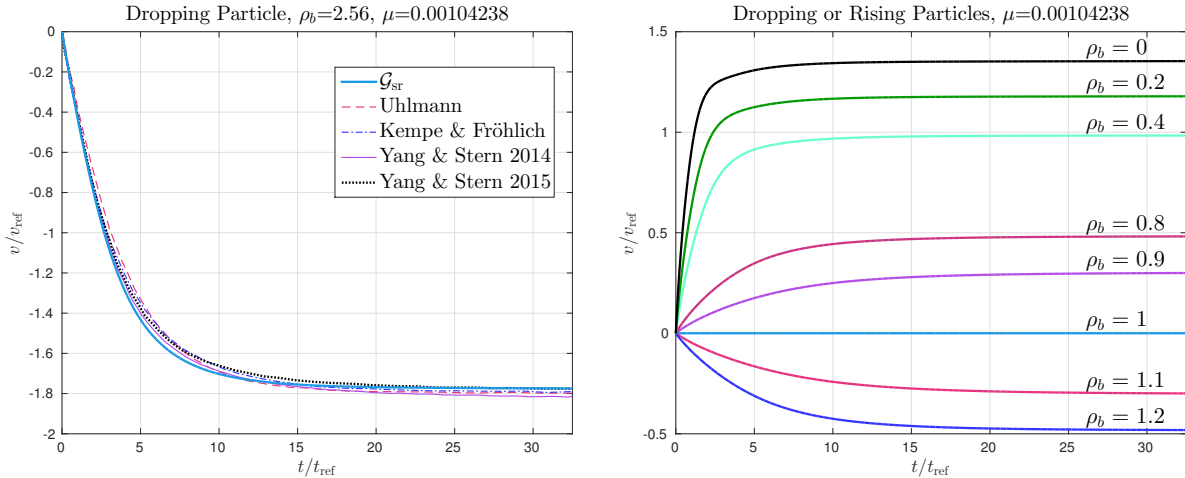 Dropping Particle, ρ_b=2.56, μ=0.00104238
0
-0.2
-0.4
-0.6
-0.8
-1
-1.2
-1.4
-1.6
-1.8
-2
v/v_ref
𝒢_sr
Uhlmann
Kempe & Fröhlich
Yang & Stern 2014
Yang & Stern 2015
0 5 10 15 20 25 30
t/t_ref
Dropping or Rising Particles, μ=0.00104238
1.5
1
0.5
0
-0.5
v/v_ref
ρ_b = 0
ρ_b = 0.2
ρ_b = 0.4
ρ_b = 0.8
ρ_b = 0.9
ρ_b = 1
ρ_b = 1.1
ρ_b = 1.2
0 5 10 15 20 25 30
t/t_ref